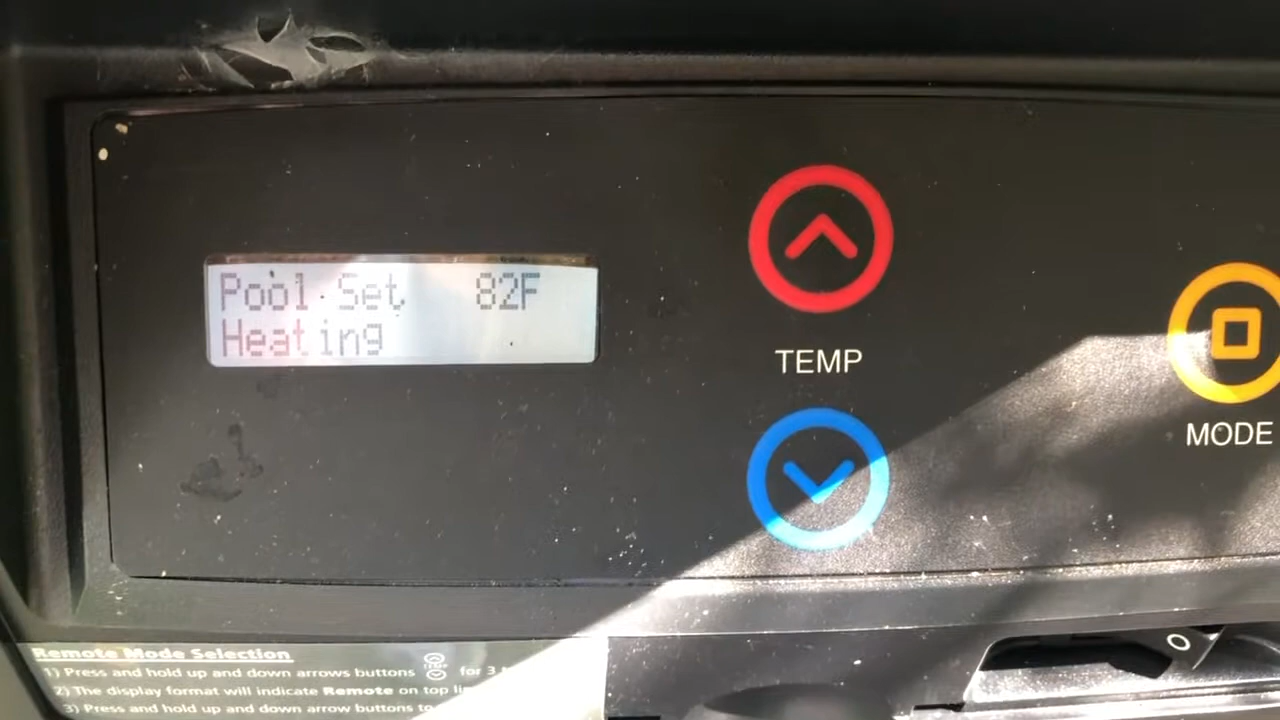 Pool Set 82F
Heating
TEMP
MODE
Remote Mode Selection
1) Press and hold up and down arrows buttons for 3
2) The display format will indicate Remote on top
3) Press and hold up and down arrow buttons to